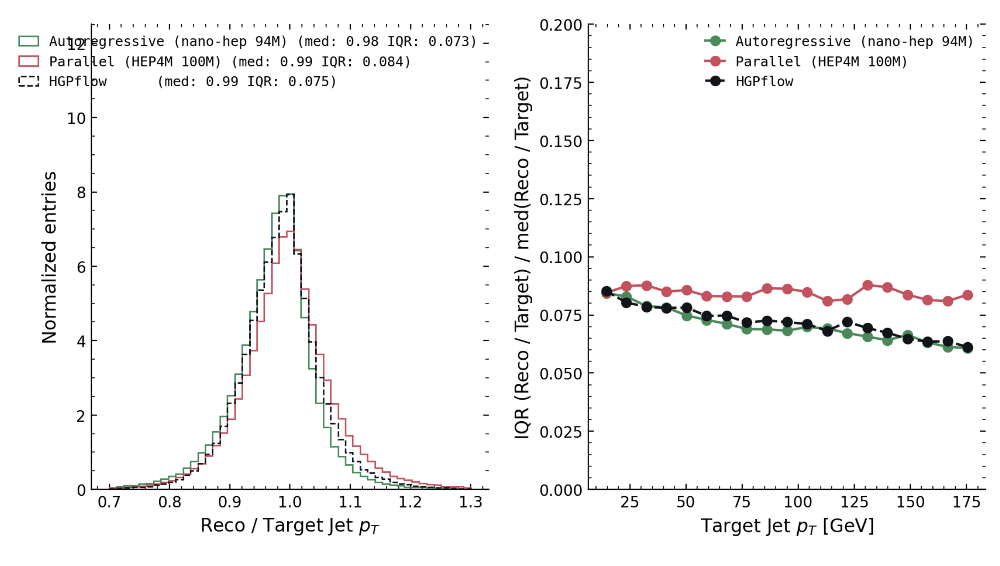 Autoregressive (nano-hep 94M) (med: 0.98 IQR: 0.073)
Parallel (HEP4M 100M) (med: 0.99 IQR: 0.084)
HGPflow (med: 0.99 IQR: 0.075)
12
10
8
6
4
2
0
Normalized entries
0.7 0.8 0.9 1.0 1.1 1.2 1.3
Reco / Target Jet pT
Autoregressive (nano-hep 94M)
Parallel (HEP4M 100M)
HGPflow
0.200
0.175
0.150
0.125
0.100
0.075
0.050
0.025
0.000
IQR (Reco / Target) / med(Reco / Target)
25 50 75 100 125 150 175
Target Jet pT [GeV]